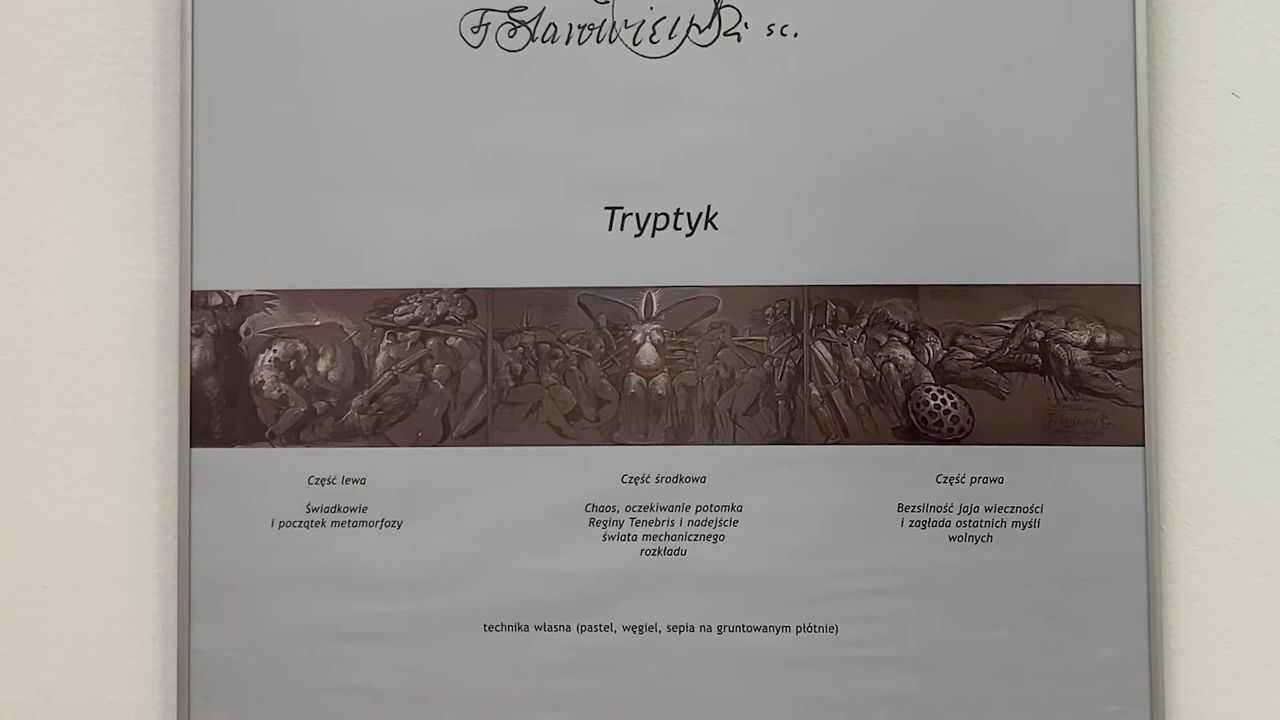 F Starowieyski sc.
Tryptyk
Część lewa
Świadkowie
i początek metamorfozy
Część środkowa
Chaos, oczekiwanie potomka
Reginy Tenebris i nadejście
świata mechanicznego
rozkładu
Część prawa
Bezsilność jaja wieczności
i zagłada ostatnich myśli
wolnych
technika własna (pastel, węgiel, sepia na gruntowanym płótnie)